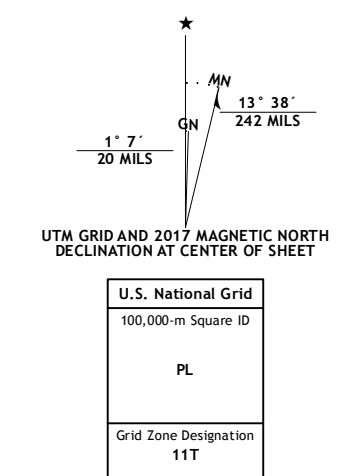 ★
MN
13° 38´
242 MILS
GN
1° 7´
20 MILS
UTM GRID AND 2017 MAGNETIC NORTH
DECLINATION AT CENTER OF SHEET
U.S. National Grid
100,000-m Square ID
PL
Grid Zone Designation
11T